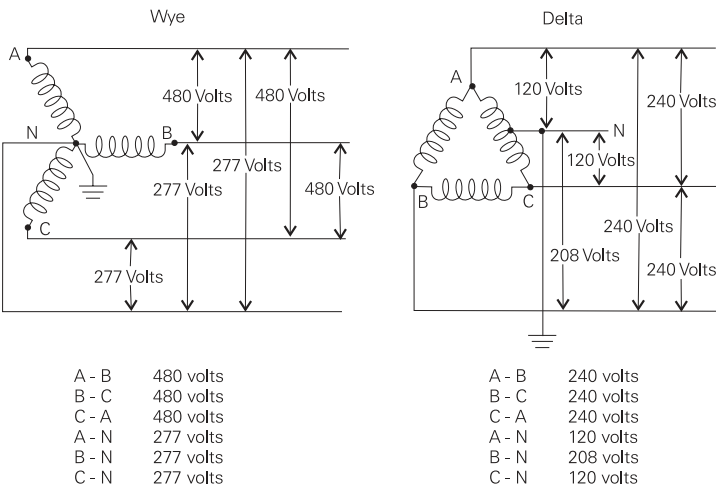 Wye
A
N
B
C
480 Volts
480 Volts
277 Volts
277 Volts
480 Volts
277 Volts
A - B 480 volts
B - C 480 volts
C - A 480 volts
A - N 277 volts
B - N 277 volts
C - N 277 volts
Delta
A
B
C
N
120 Volts
240 Volts
120 Volts
240 Volts
208 Volts
240 Volts
A - B 240 volts
B - C 240 volts
C - A 240 volts
A - N 120 volts
B - N 208 volts
C - N 120 volts